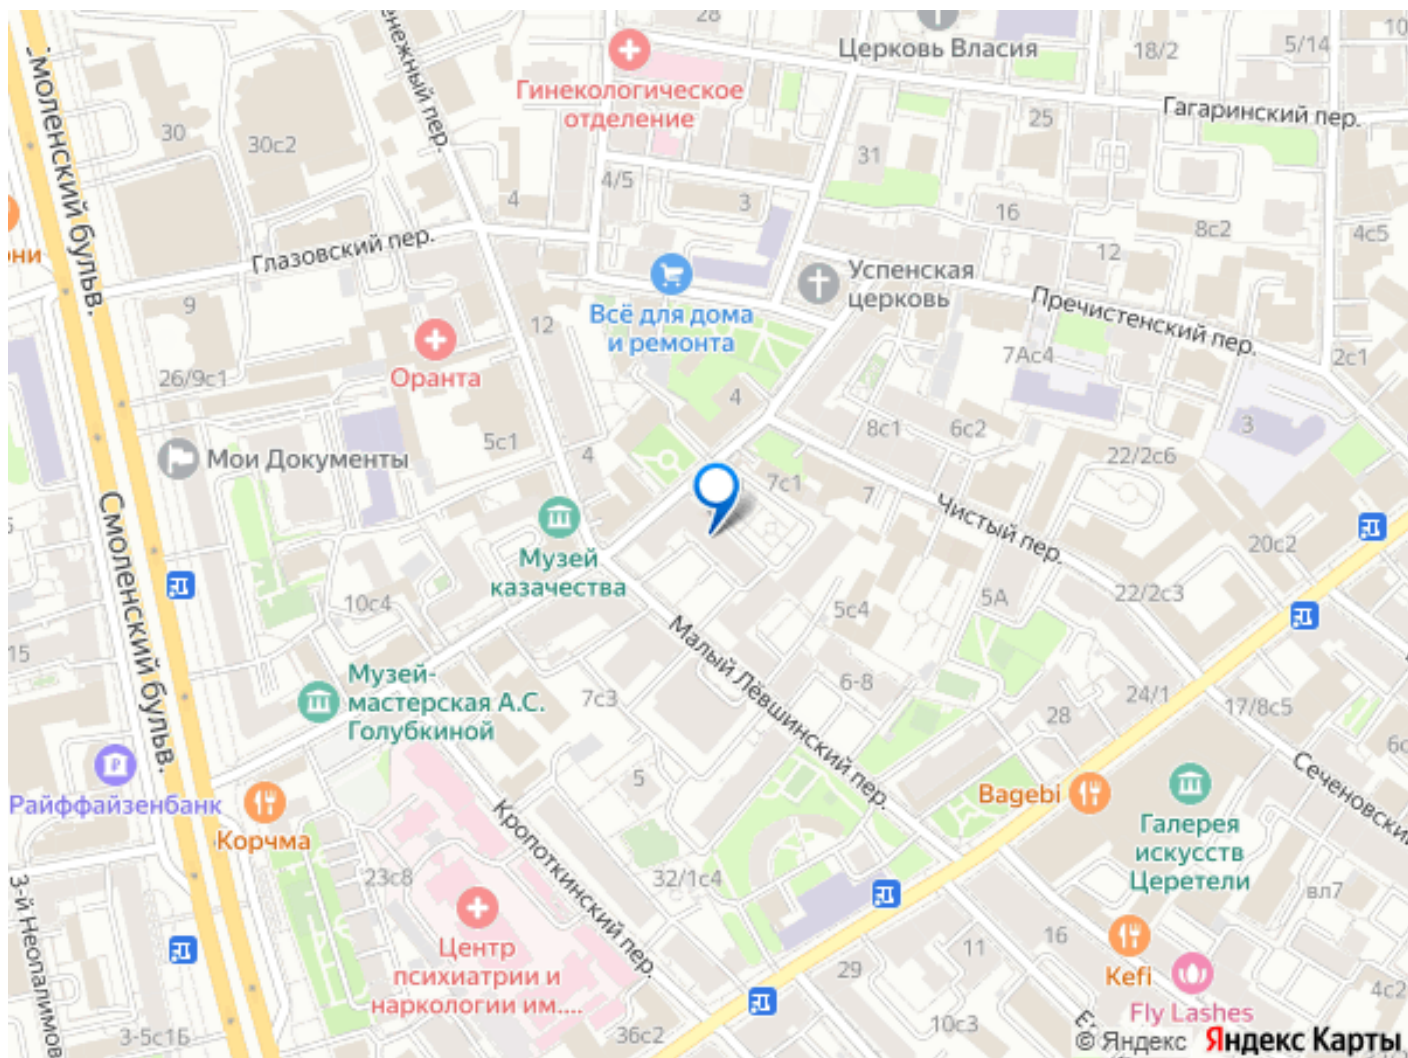 28
Церковь Власия
18/2
5/14
10
Смоленский бульв.
енежный пер.
Гинекологическое
отделение
Гагаринский пер.
25
30
30с2
31
4/5
4
3
16
8с2
4с5
12
Глазовский пер.
они
Успенская
церковь
Пречистенский пер.
9
Всё для дома
и ремонта
12
7Ас4
2с1
Оранта
26/9с1
4
8с1
6с2
3
5с1
4
Мои Документы
22/2с6
7с1
7
Чистый пер.
Смоленский бульв.
20с2
Музей
казачества
10с4
5с4
5А
22/2с3
15
Малый Лёвшинский пер.
Музей-
мастерская А.С.
Голубкиной
7с3
6-8
24/1
28
17/8с5
6с
Сеченовский
5
Райффайзенбанк
Bagebi
Корчма
Кропоткинский пер.
Галерея
искусств
Церетели
23с8
32/1с4
вл7
3-й Неопалимов
Центр
психиатрии и
наркологии им....
11
16
29
Kefi
4с2
Fly Lashes
3-5с1Б
36с2
10с3
© Яндекс Яндекс Карты